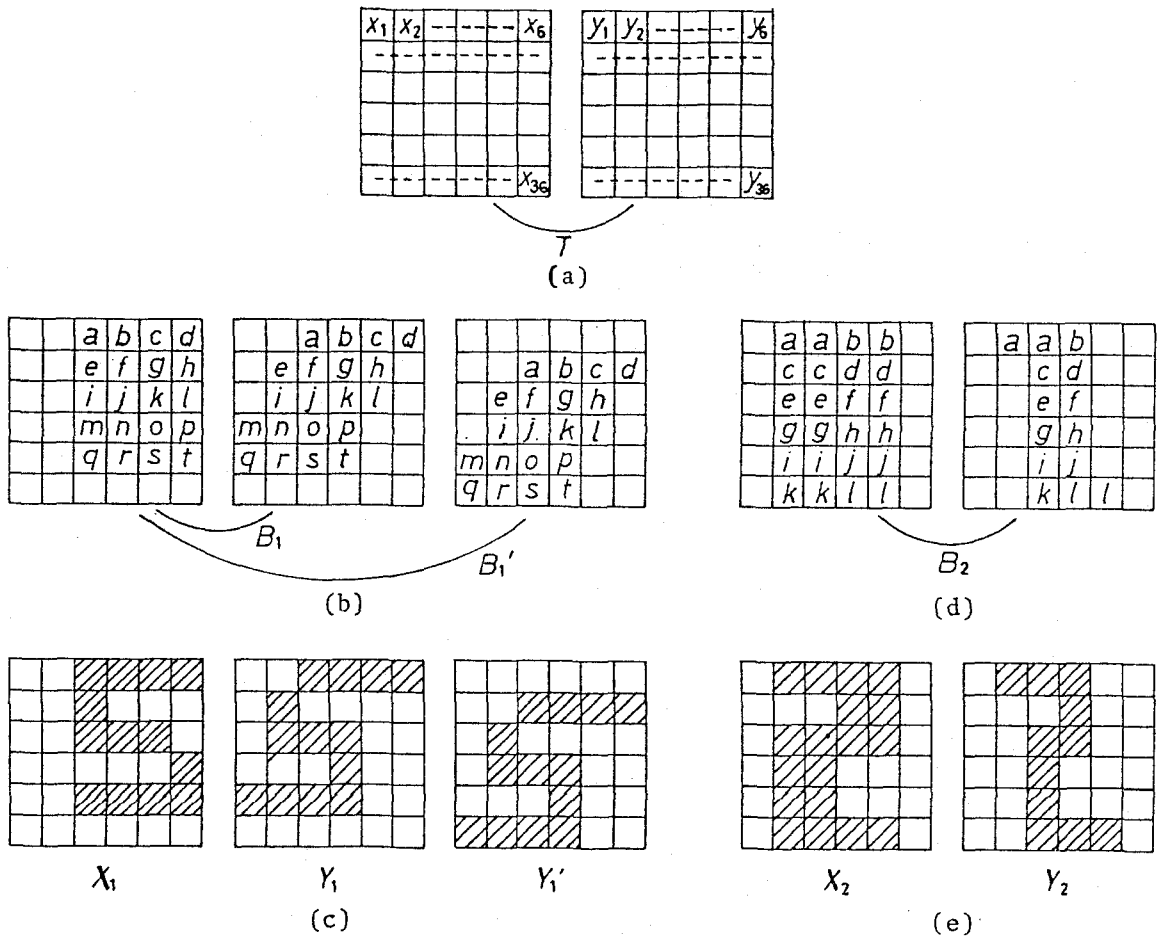 x1 x2 x6 y1 y2 y6
x36 y36
T
(a)
a b c d a b c d a a b b a a b
e f g h e f g h a b c d c c d d c d
i j k l i j k l e f g h e e f f e f
m n o p m n o p i j k l g g h h g h
q r s t q r s t m n o p i i j j i j
q r s t k k l l k l l
B1 B1' B2
(b) (d)
X1 Y1 Y1' X2 Y2
(c) (e)